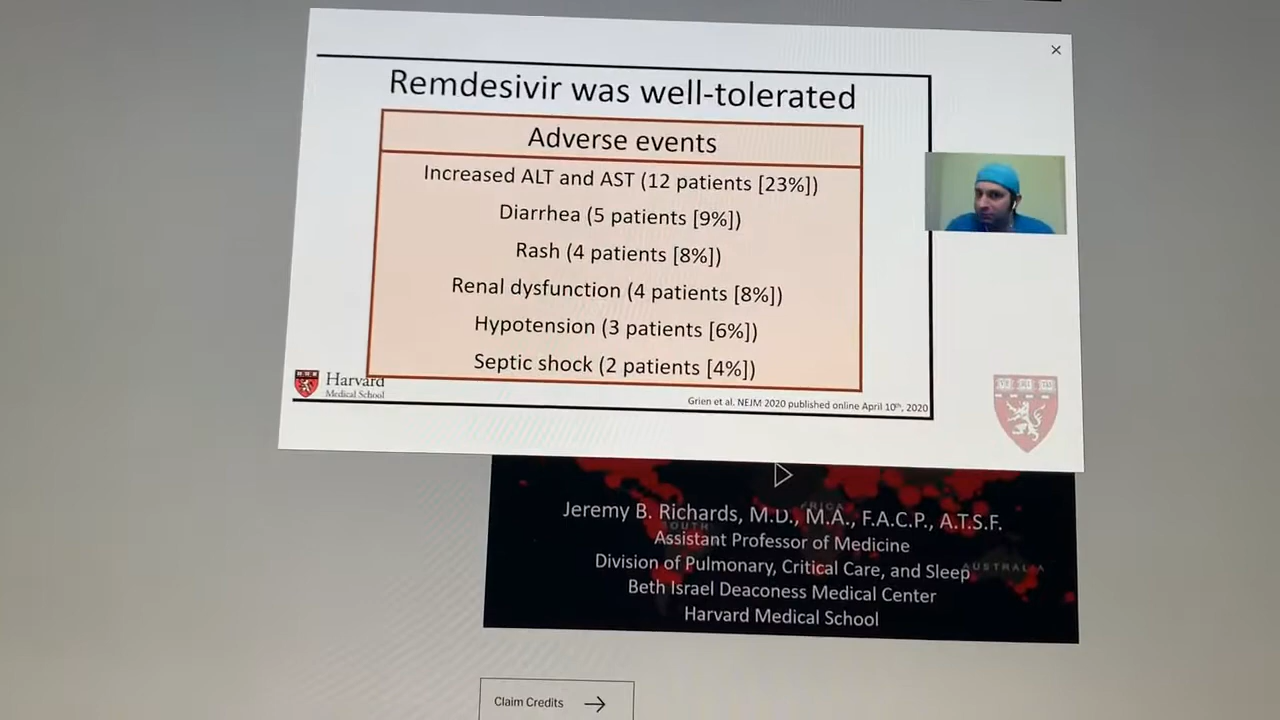 Remdesivir was well-tolerated
Adverse events
Increased ALT and AST (12 patients [23%])
Diarrhea (5 patients [9%])
Rash (4 patients [8%])
Renal dysfunction (4 patients [8%])
Hypotension (3 patients [6%])
Septic shock (2 patients [4%])
Harvard
Medical School
Grien et al. NEJM 2020 published online April 10th, 2020
Jeremy B. Richards, M.D., M.A., F.A.C.P., A.T.S.F.
SOUTH
Assistant Professor of Medicine
Division of Pulmonary, Critical Care, and Sleep
AUSTRALIA
Beth Israel Deaconess Medical Center
Harvard Medical School
Claim Credits